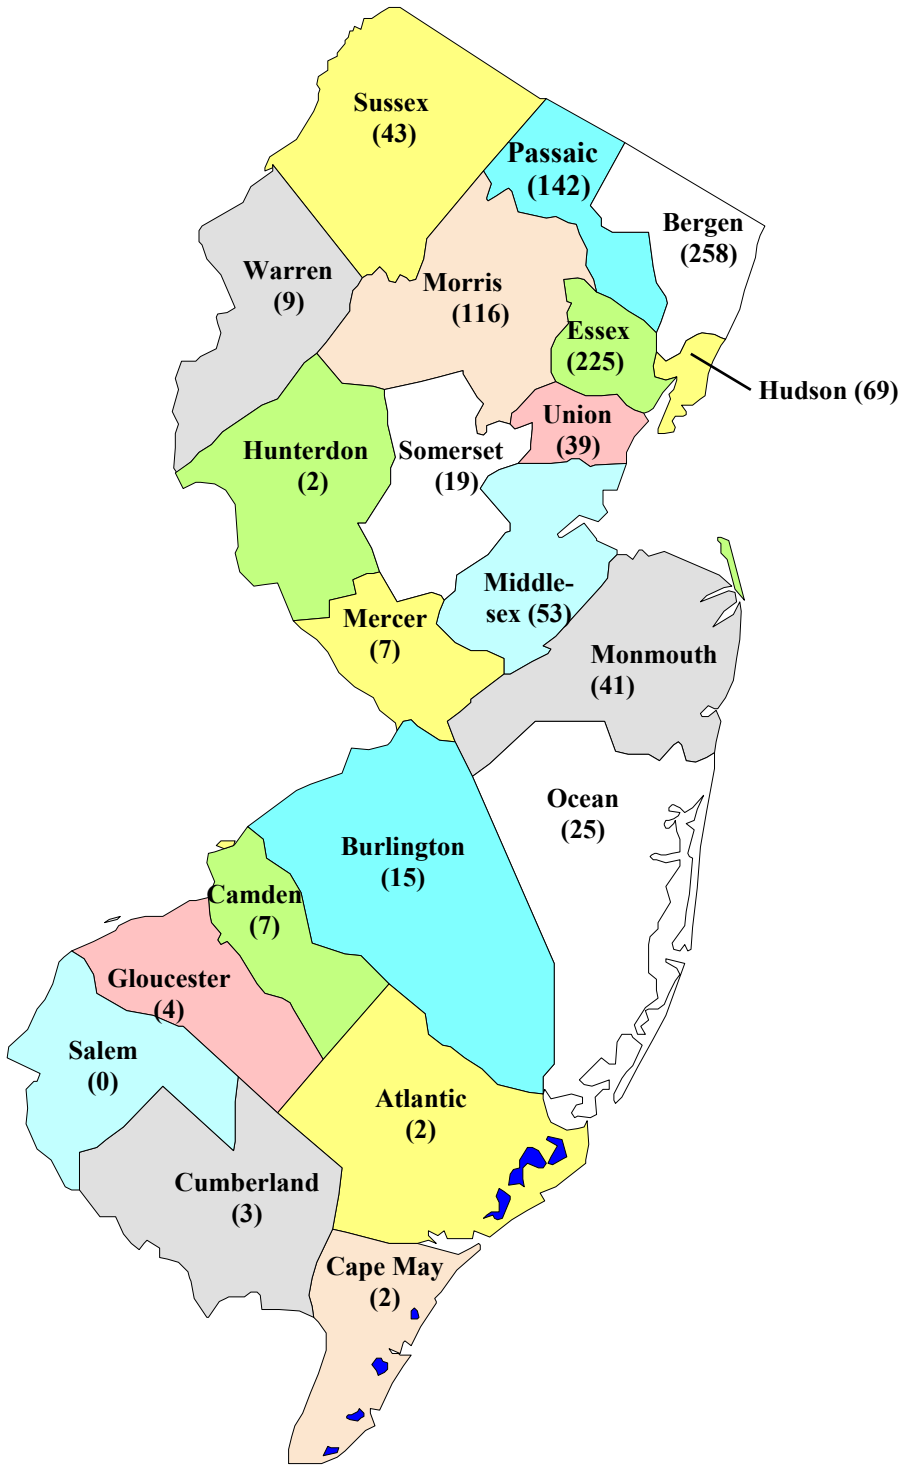 Sussex
(43)
Passaic
(142)
Bergen
(258)
Warren
(9)
Morris
(116)
Essex
(225)
Hudson (69)
Union
(39)
Hunterdon
(2)
Somerset
(19)
Middle-
sex (53)
Mercer
(7)
Monmouth
(41)
Ocean
(25)
Burlington
(15)
Camden
(7)
Gloucester
(4)
Salem
(0)
Atlantic
(2)
Cumberland
(3)
Cape May
(2)